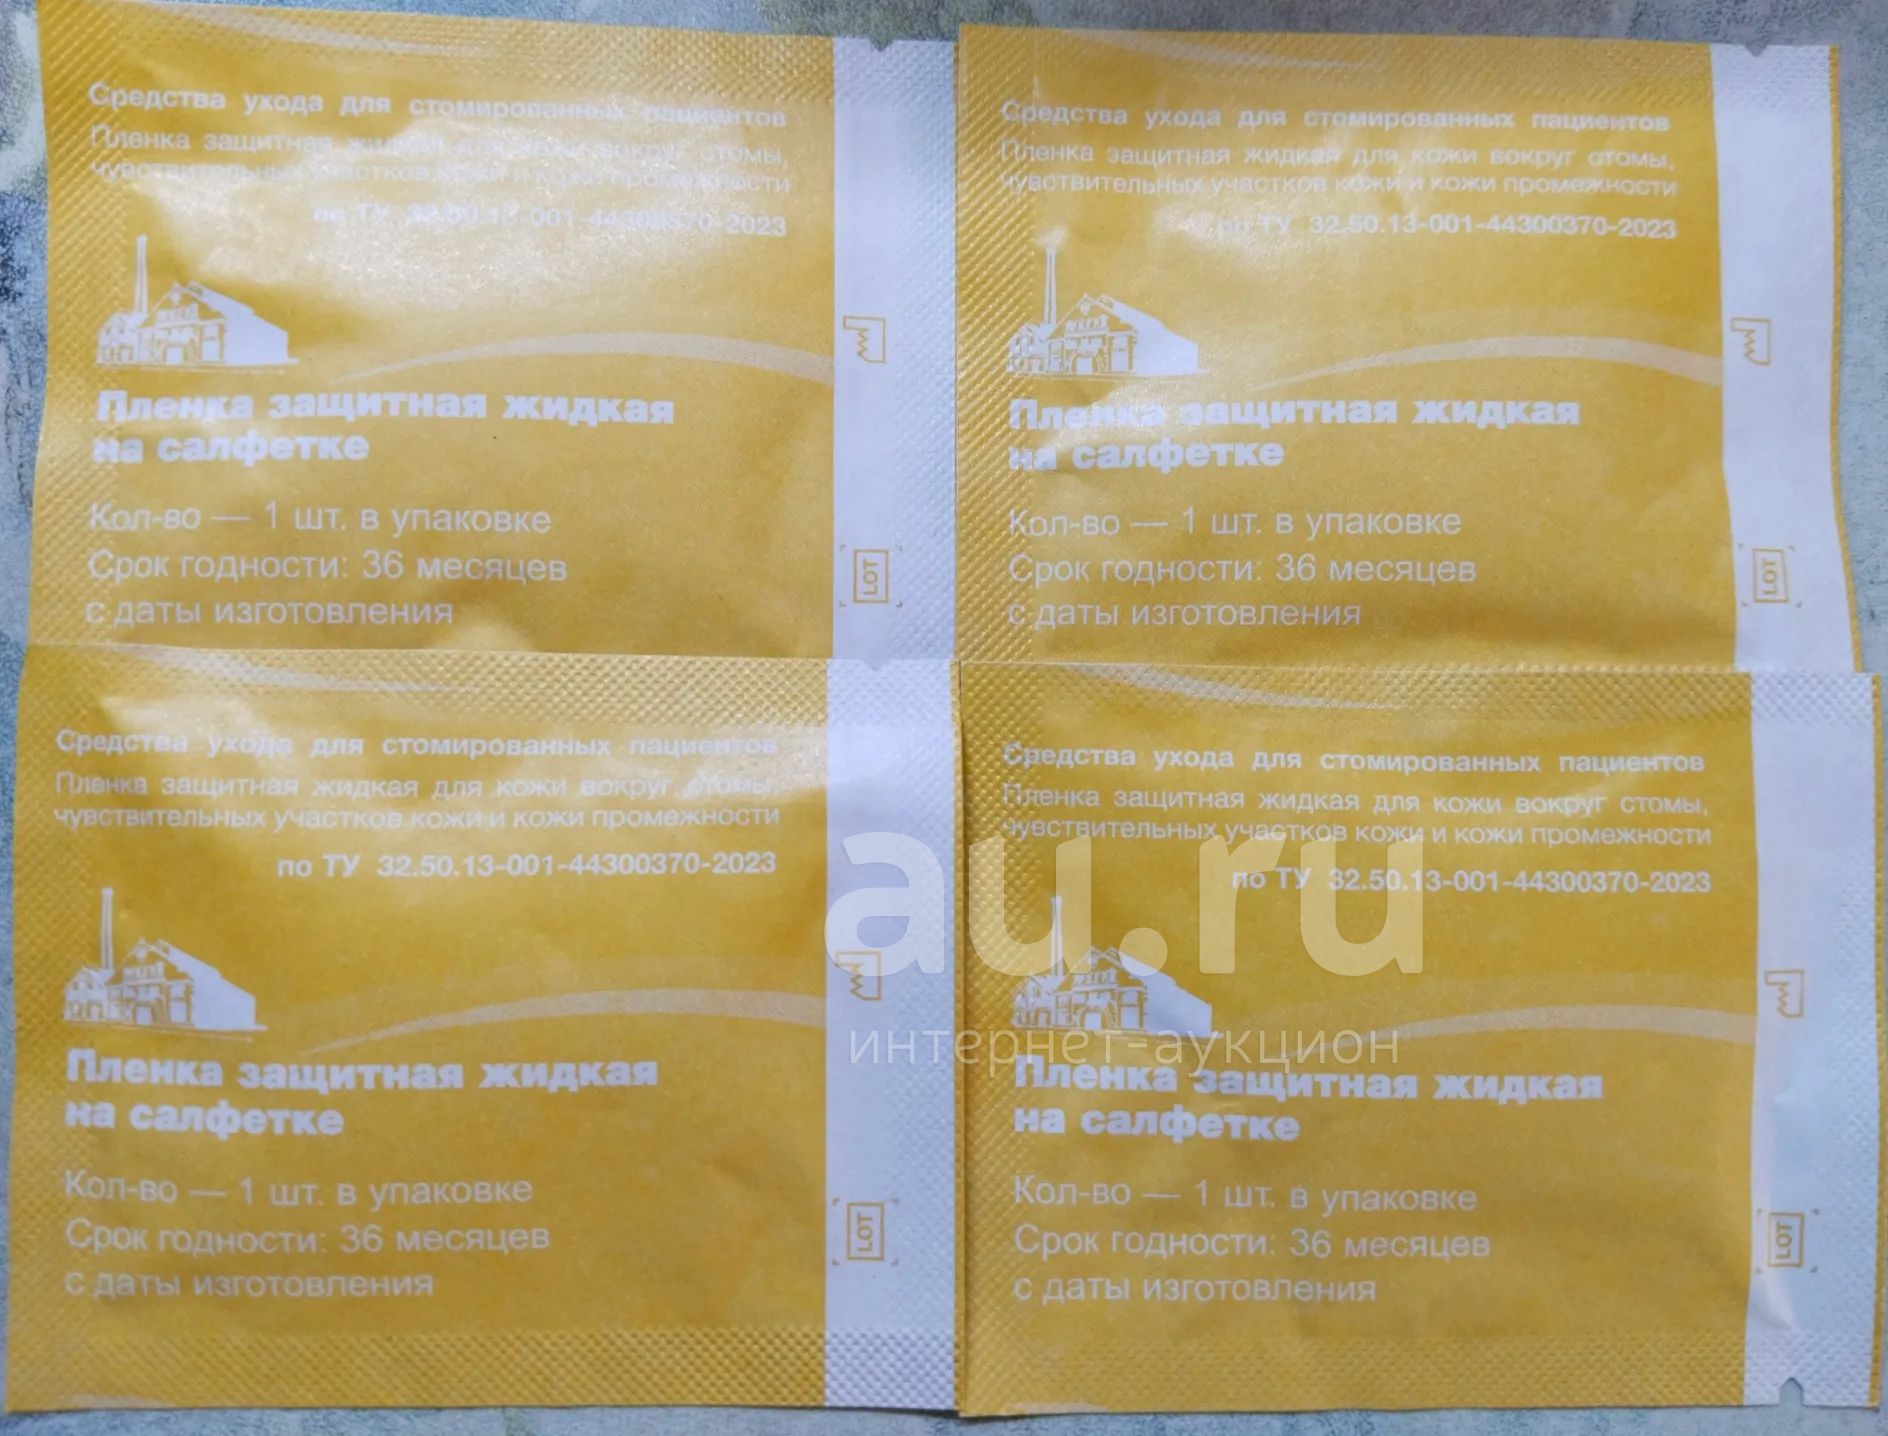 Средства ухода для стомированных пациентов
Пленка защитная жидкая для кожи вокруг стомы,
чувствительных участков кожи и кожи промежности
по ТУ 32.50.13-001-44300370-2023
Пленка защитная жидкая
на салфетке
Кол-во — 1 шт. в упаковке
Срок годности: 36 месяцев
с даты изготовления
LOT
Средства ухода для стомированных пациентов
Пленка защитная жидкая для кожи вокруг стомы,
чувствительных участков кожи и кожи промежности
по ТУ 32.50.13-001-44300370-2023
Пленка защитная жидкая
на салфетке
Кол-во — 1 шт. в упаковке
Срок годности: 36 месяцев
с даты изготовления
LOT
Средства ухода для стомированных пациентов
Пленка защитная жидкая для кожи вокруг стомы,
чувствительных участков кожи и кожи промежности
по ТУ 32.50.13-001-44300370-2023
Пленка защитная жидкая
на салфетке
Кол-во — 1 шт. в упаковке
Срок годности: 36 месяцев
с даты изготовления
LOT
Средства ухода для стомированных пациентов
Пленка защитная жидкая для кожи вокруг стомы,
чувствительных участков кожи и кожи промежности
по ТУ 32.50.13-001-44300370-2023
Пленка защитная жидкая
на салфетке
Кол-во — 1 шт. в упаковке
Срок годности: 36 месяцев
с даты изготовления
LOT
au.ru
интернет-аукцион